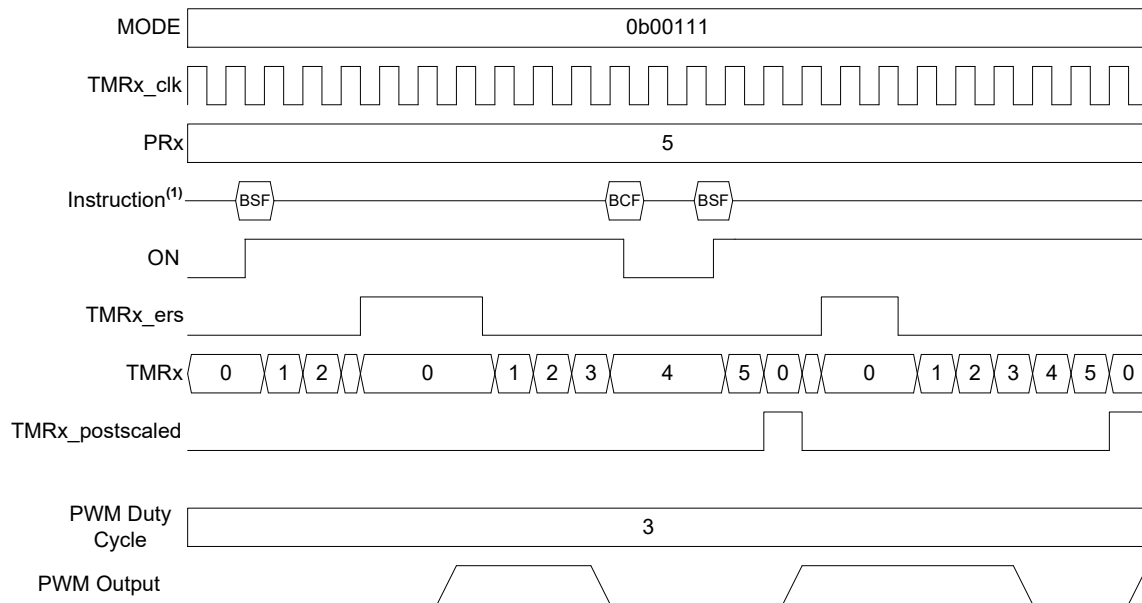 MODE 0b00111
TMRx_clk
PRx 5
Instruction(1) BSF BCF BSF
ON
TMRx_ers
TMRx 0 1 2 0 1 2 3 4 5 0 0 1 2 3 4 5 0
TMRx_postscaled
PWM Duty
Cycle
3
PWM Output